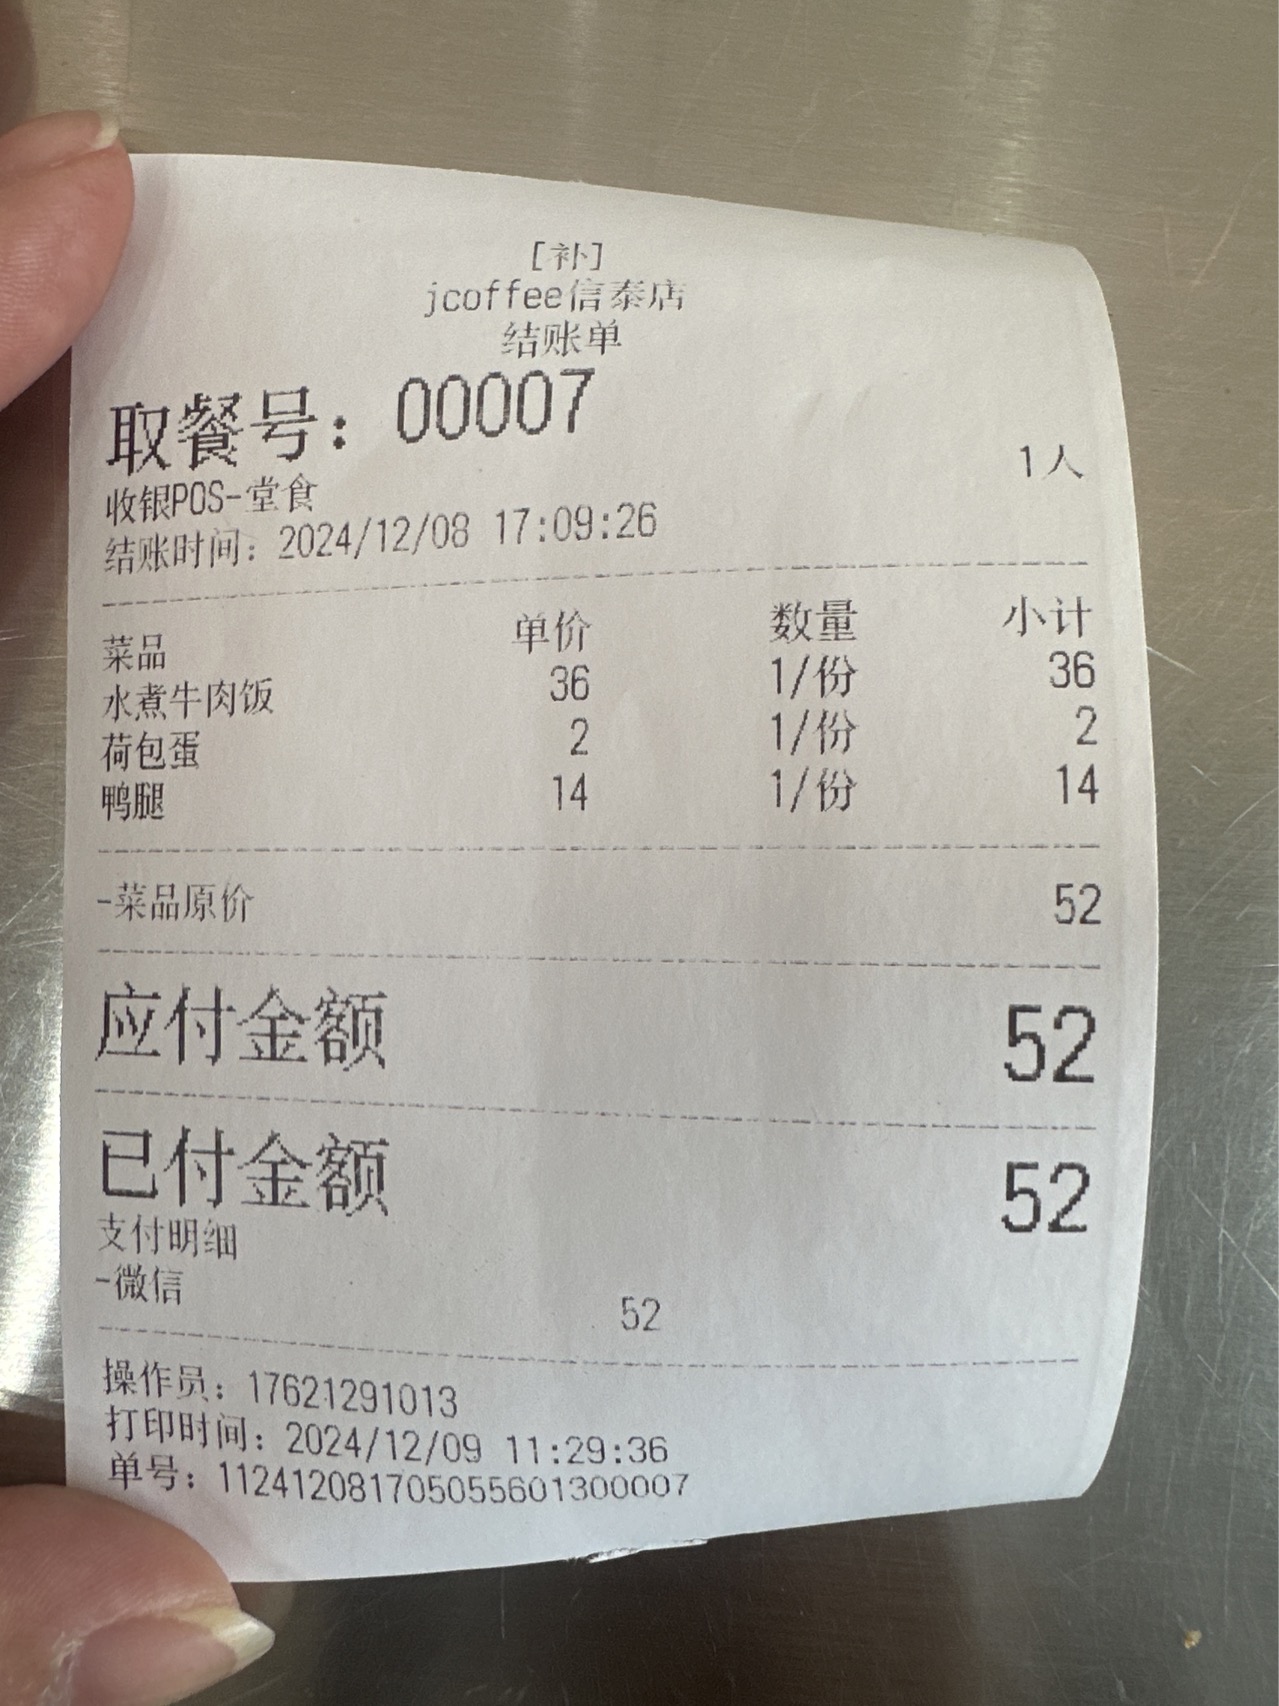 [补]
jcoffee信泰店
结账单
取餐号：00007
1人
收银POS-堂食
结账时间：2024/12/08 17:09:26
菜品 单价 数量 小计
水煮牛肉饭 36 1/份 36
荷包蛋 2 1/份 2
鸭腿 14 1/份 14
-菜品原价 52
应付金额 52
已付金额 52
支付明细
-微信 52
操作员：17621291013
打印时间：2024/12/09 11:29:36
单号：112412081705055601300007